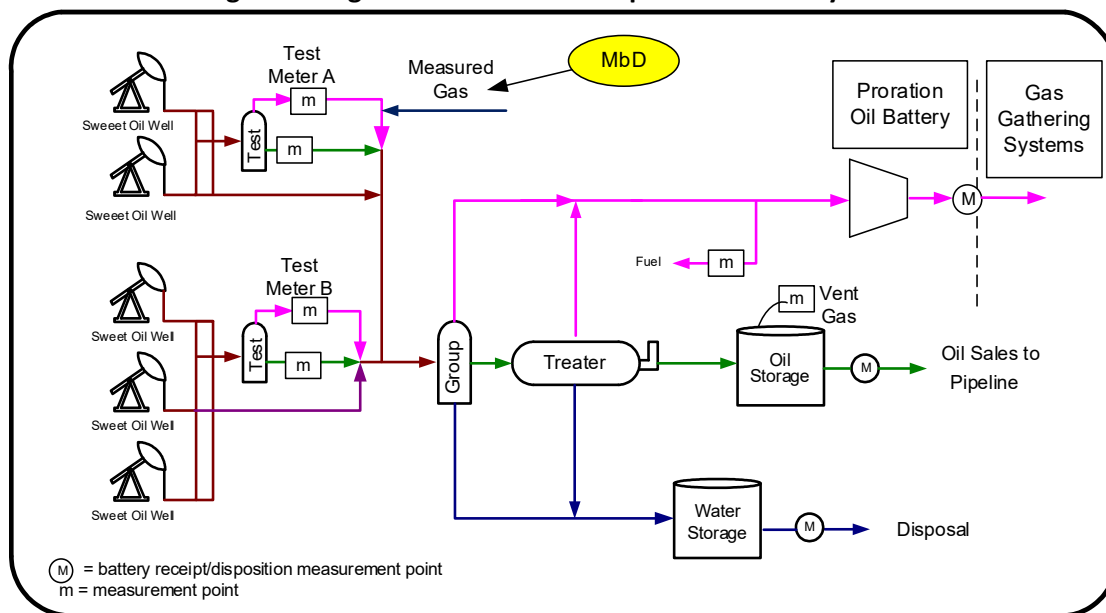 Test
Meter A
m
m
Test
Sweeet Oil Well
Sweeet Oil Well
Measured
Gas
MbD
Proration
Oil Battery
Gas
Gathering
Systems
M
Fuel
m
Test
Meter B
m
m
Test
Sweet Oil Well
Sweet Oil Well
Sweet Oil Well
Group
Treater
m
Vent
Gas
Oil
Storage
M
Oil Sales to
Pipeline
Water
Storage
M
Disposal
M = battery receipt/disposition measurement point
m = measurement point